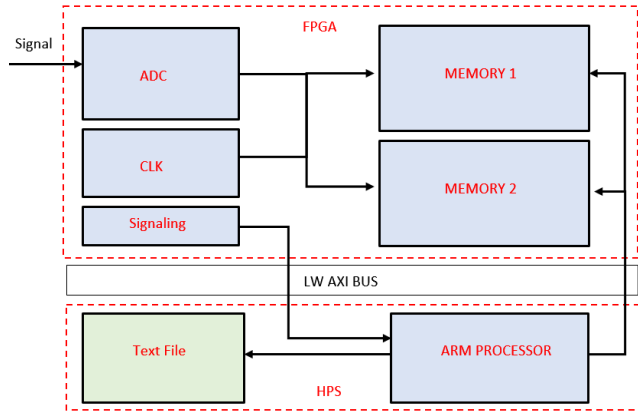 FPGA
Signal
ADC
MEMORY 1
CLK
MEMORY 2
Signaling
LW AXI BUS
Text File
ARM PROCESSOR
HPS